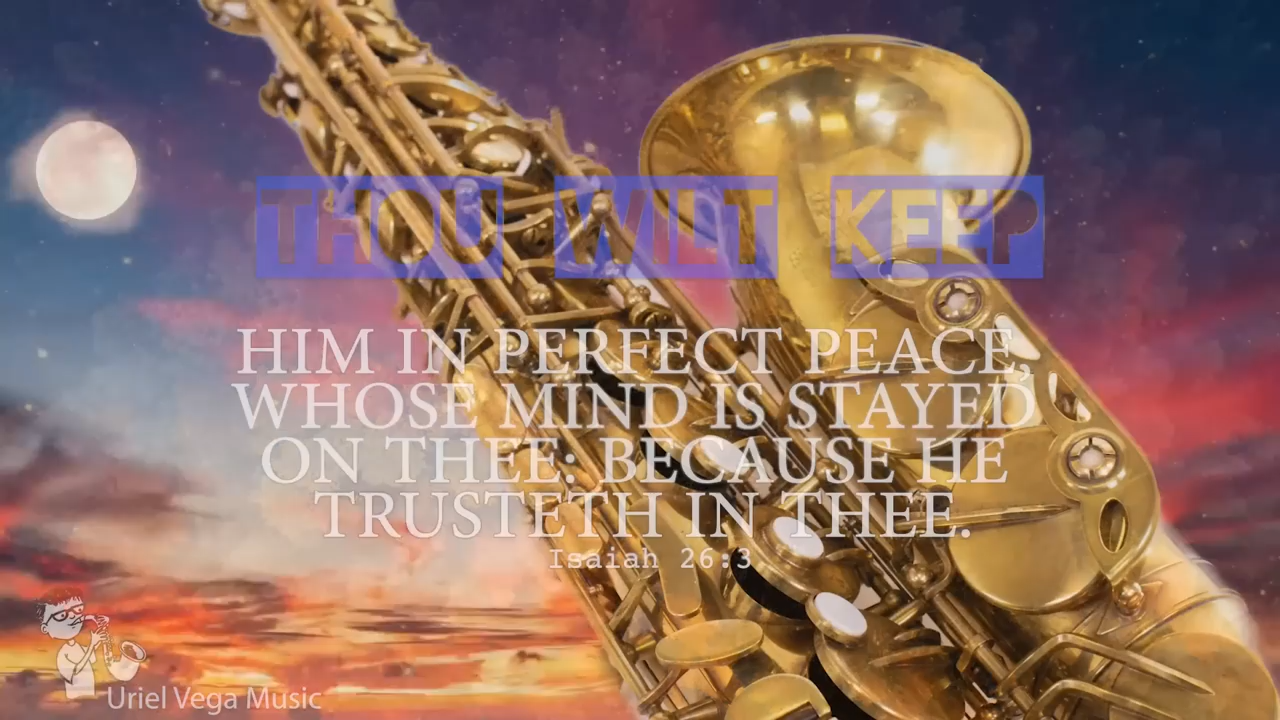 THOU WILT KEEP
HIM IN PERFECT PEACE,
WHOSE MIND IS STAYED
ON THEE: BECAUSE HE
TRUSTETH IN THEE.
Isaiah 26:3
Uriel Vega Music